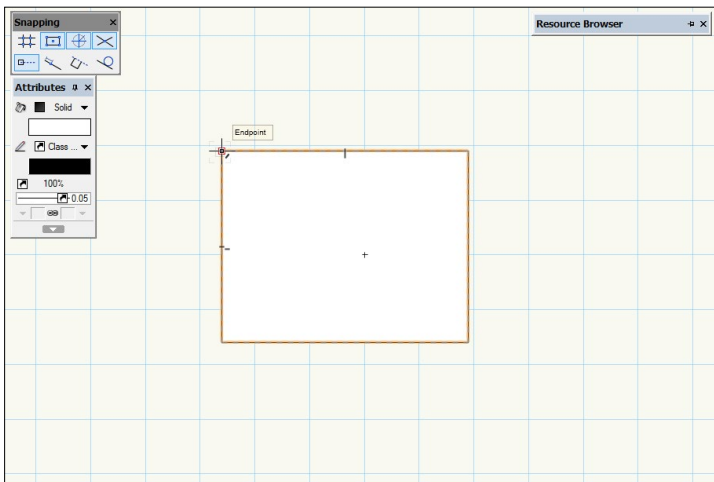 Snapping
Resource Browser
Attributes
Solid
Class ...
100%
0.05
Endpoint